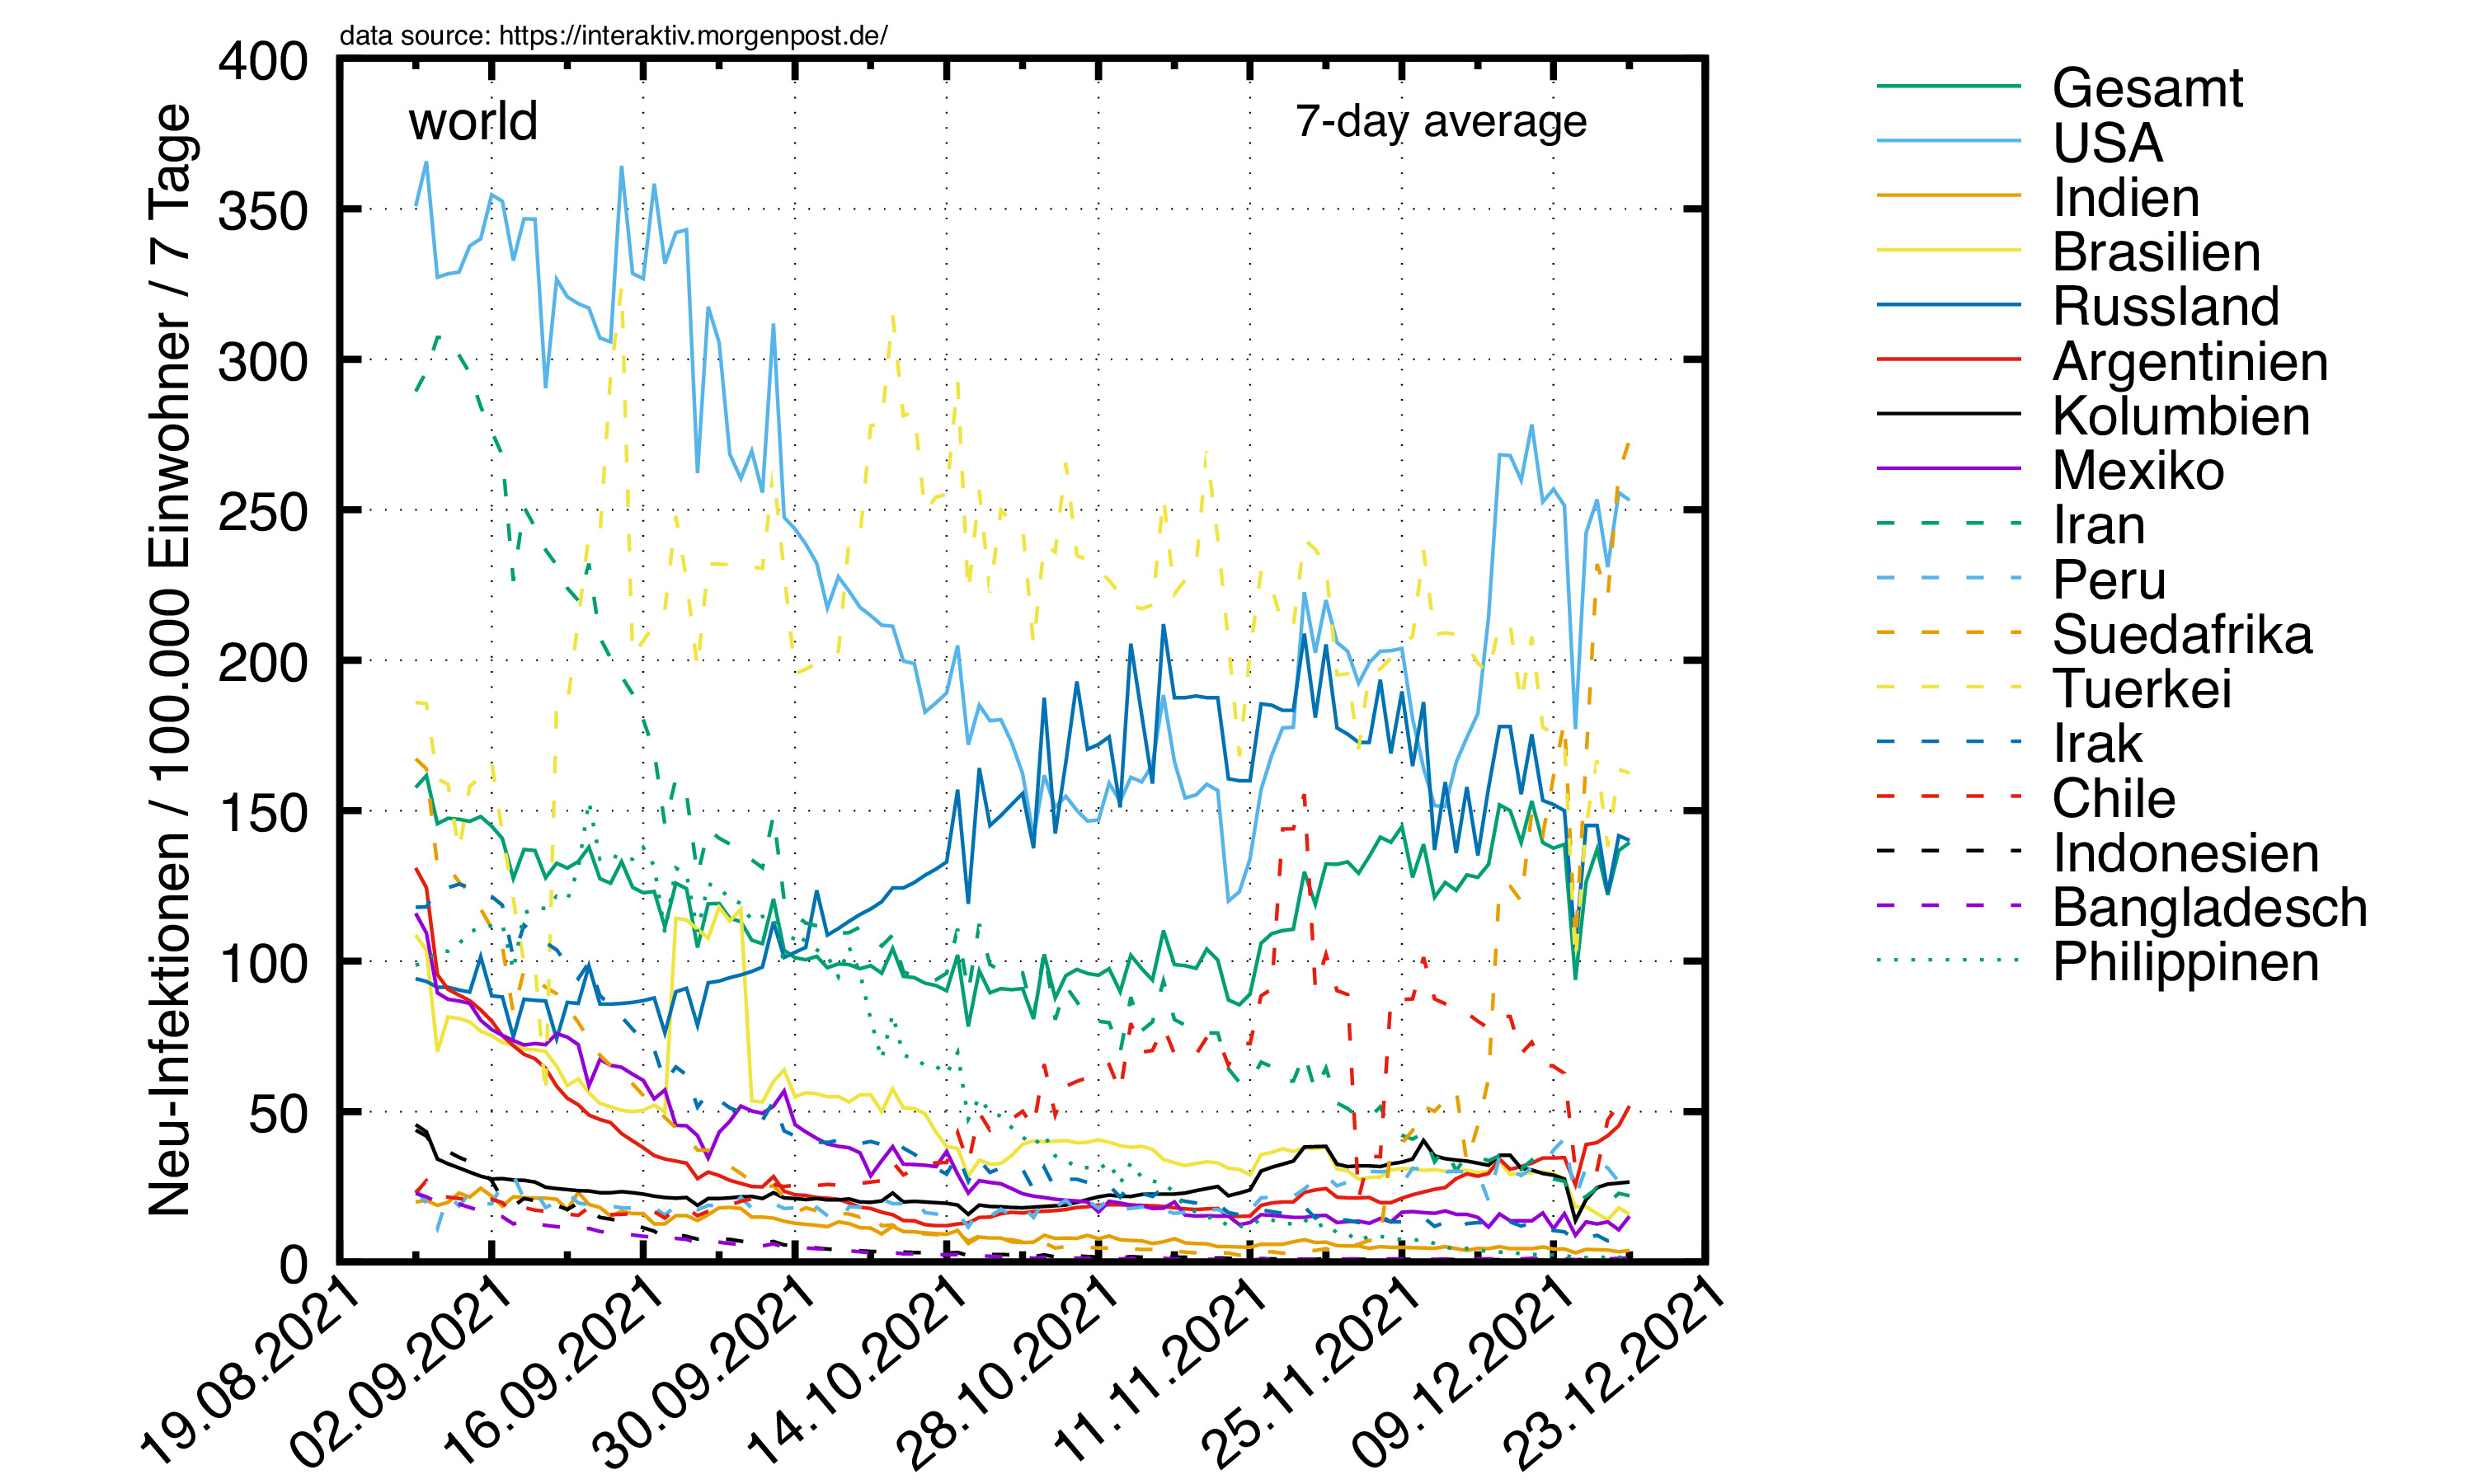 data source: https://interaktiv.morgenpost.de/
world
7-day average
Neu-Infektionen / 100.000 Einwohner / 7 Tage
400
350
300
250
200
150
100
50
0
19.08.2021
02.09.2021
16.09.2021
30.09.2021
14.10.2021
28.10.2021
11.11.2021
25.11.2021
09.12.2021
23.12.2021
Gesamt
USA
Indien
Brasilien
Russland
Argentinien
Kolumbien
Mexiko
Iran
Peru
Suedafrika
Tuerkei
Irak
Chile
Indonesien
Bangladesch
Philippinen